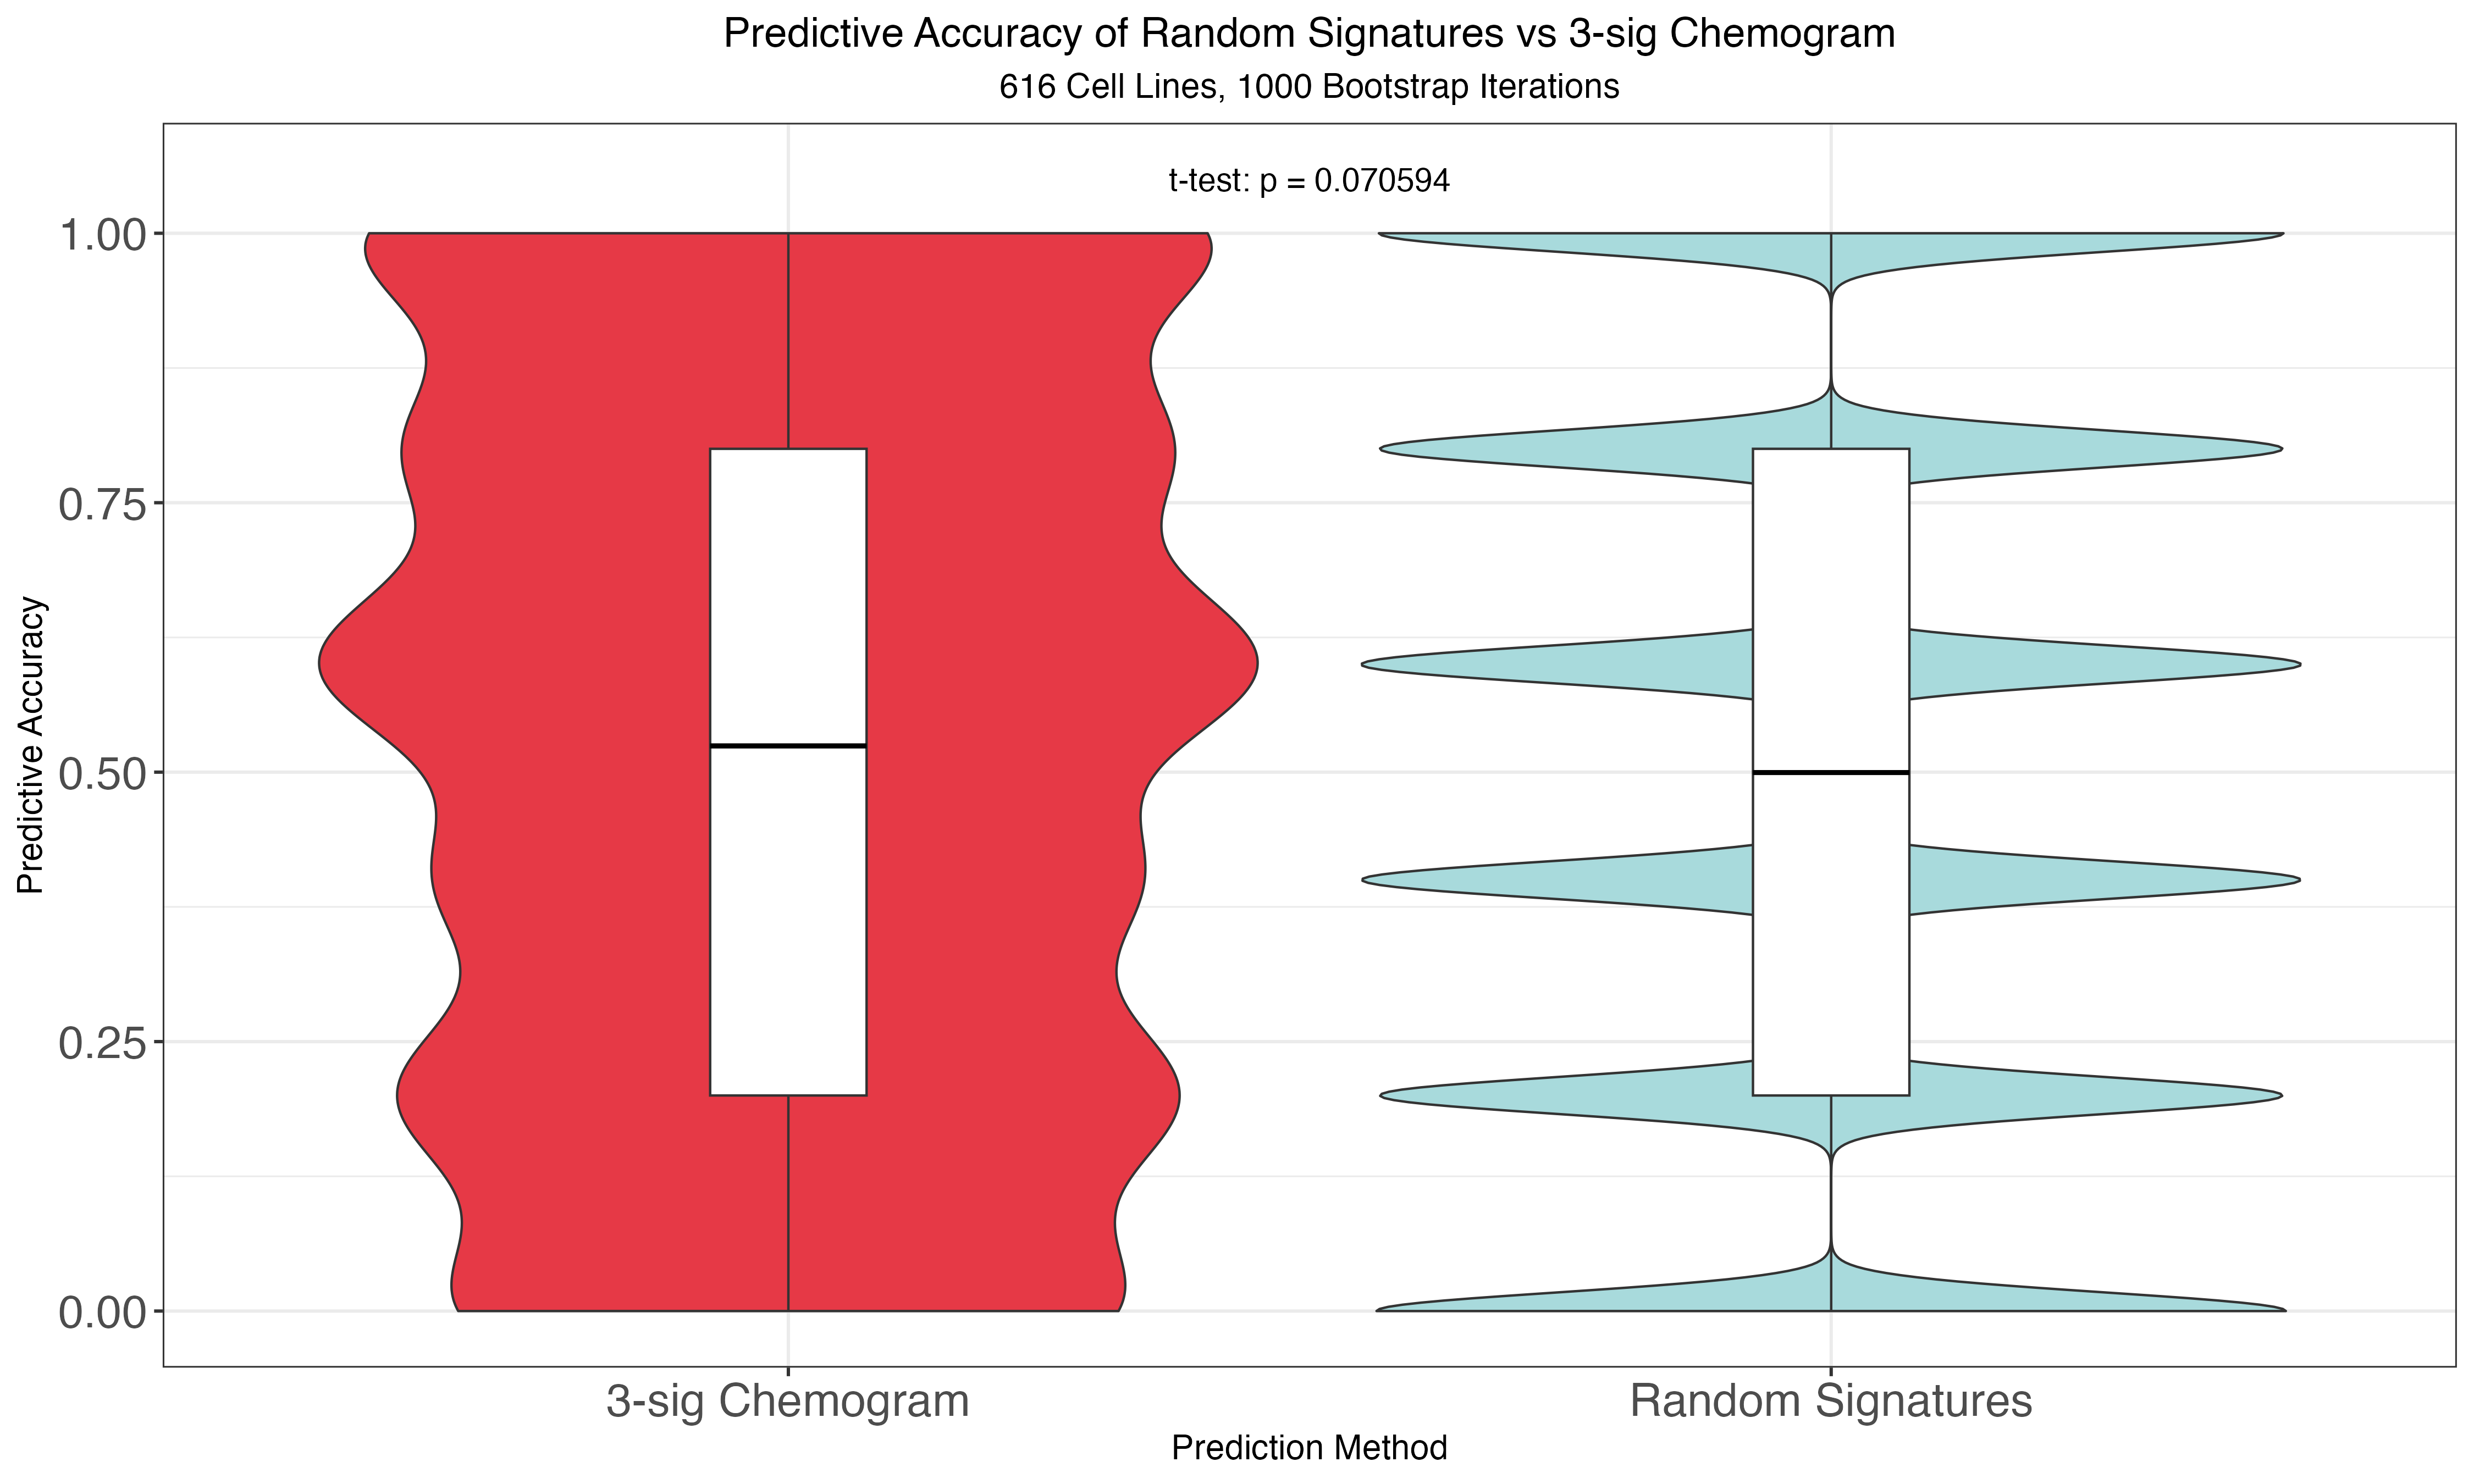 Predictive Accuracy of Random Signatures vs 3-sig Chemogram
616 Cell Lines, 1000 Bootstrap Iterations
t-test: p = 0.070594
Predictive Accuracy
1.00
0.75
0.50
0.25
0.00
3-sig Chemogram
Random Signatures
Prediction Method